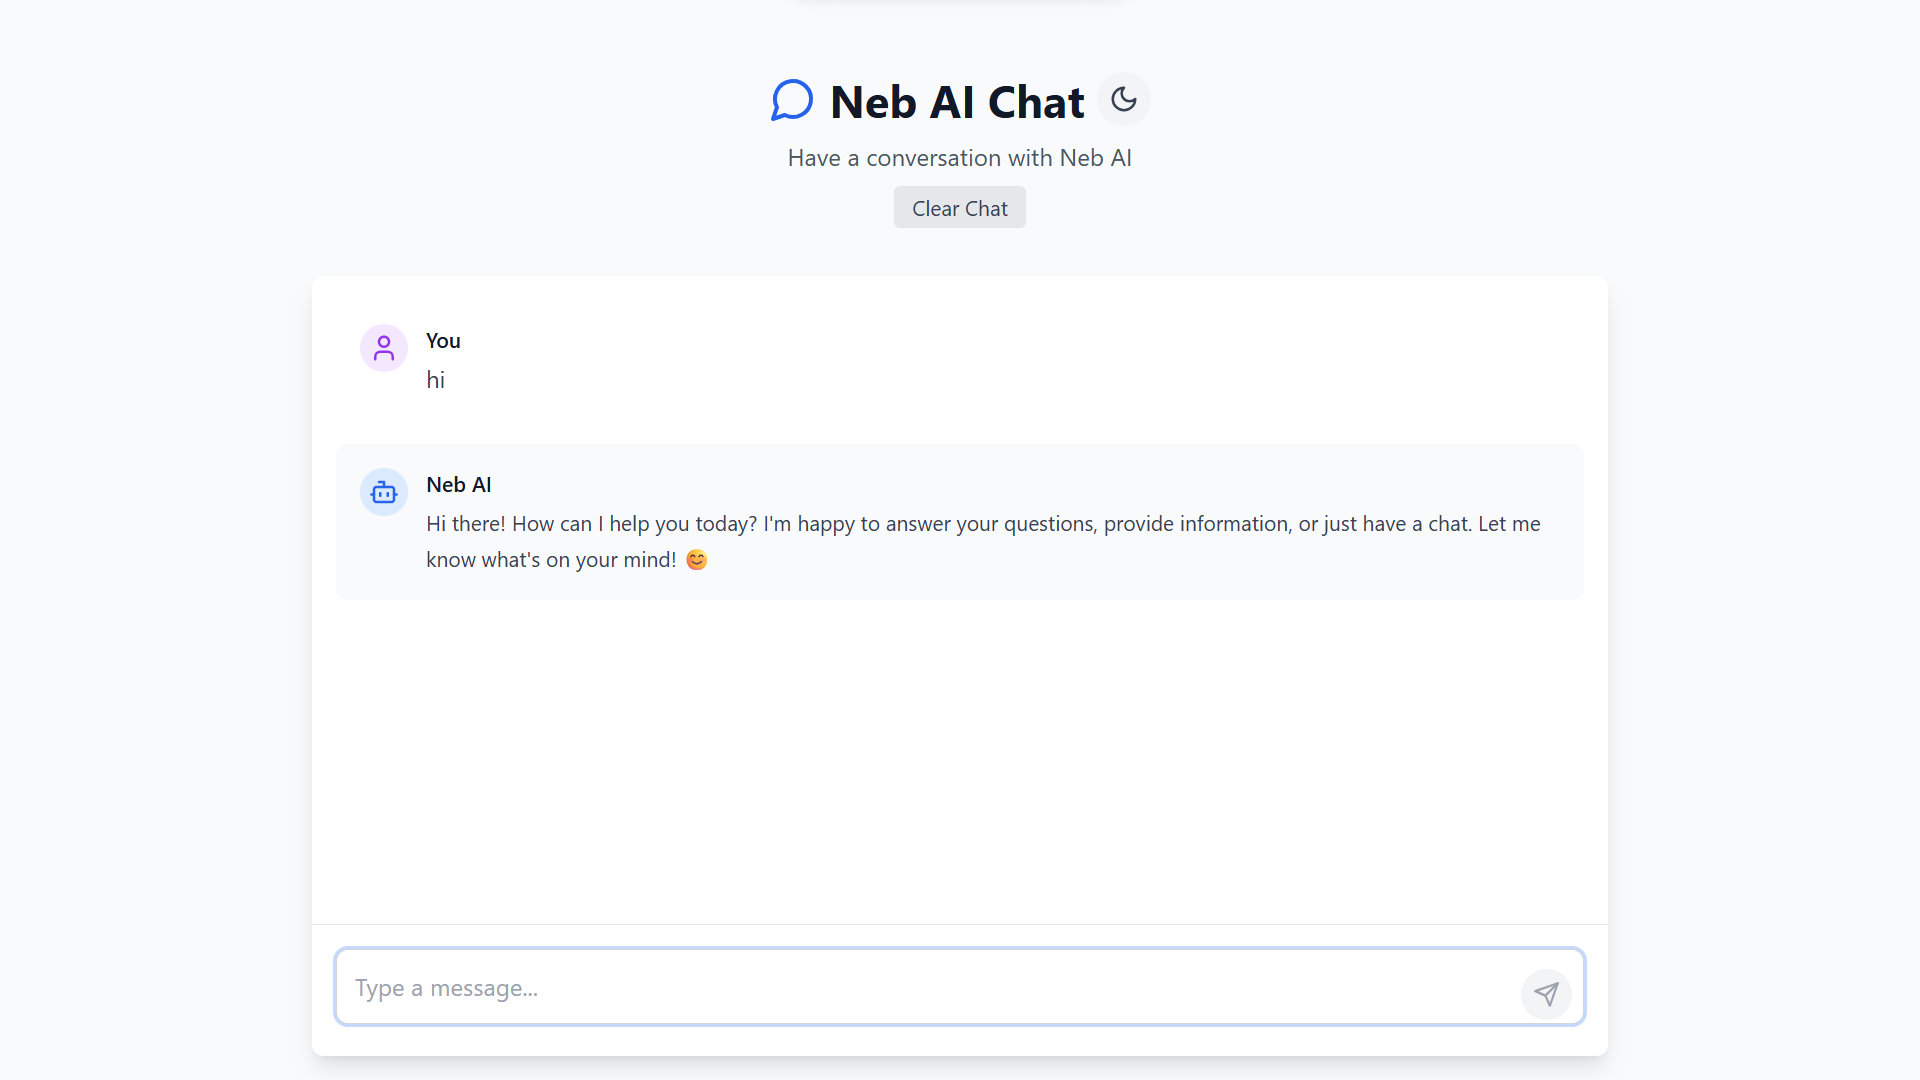 Neb AI Chat
Have a conversation with Neb AI
Clear Chat
You
hi
Neb AI
Hi there! How can I help you today? I'm happy to answer your questions, provide information, or just have a chat. Let me
know what's on your mind! 😊
Type a message...